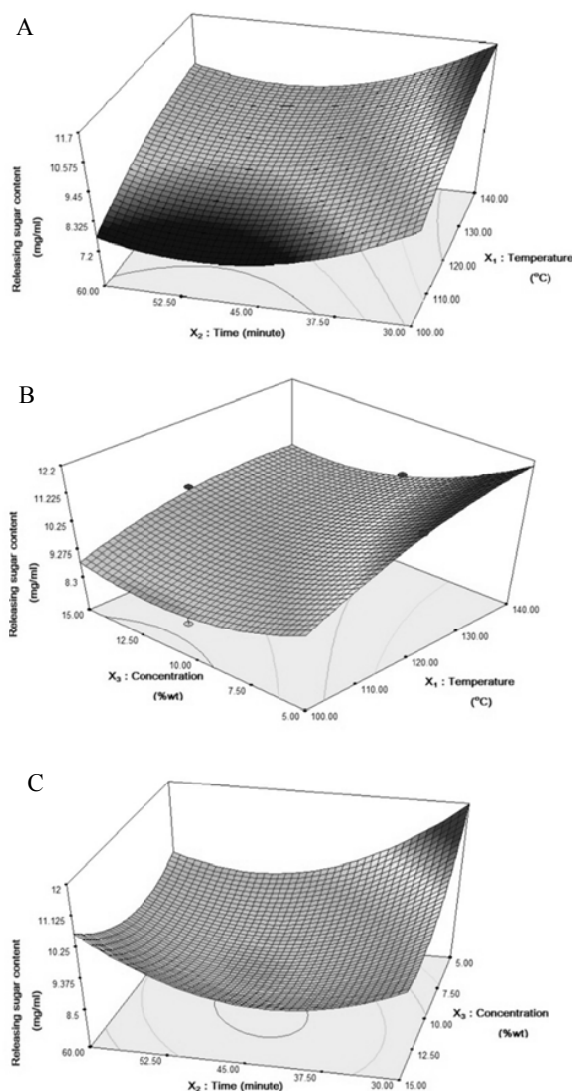 A
Releasing sugar content
(mg/ml)
11.7
10.575
9.45
8.325
7.2
60.00
52.50
45.00
37.50
30.00
X₂ : Time (minute)
100.00
110.00
120.00
130.00
140.00
X₁ : Temperature
(°C)
B
Releasing sugar content
(mg/ml)
12.2
11.225
10.25
9.275
8.3
15.00
12.50
10.00
7.50
5.00
X₃ : Concentration
(%wt)
100.00
110.00
120.00
130.00
140.00
X₁ : Temperature
(°C)
C
Releasing sugar content
(mg/ml)
12
11.125
10.25
9.375
8.5
60.00
52.50
45.00
37.50
30.00
X₂ : Time (minute)
15.00
12.50
10.00
7.50
5.00
X₃ : Concentration
(%wt)